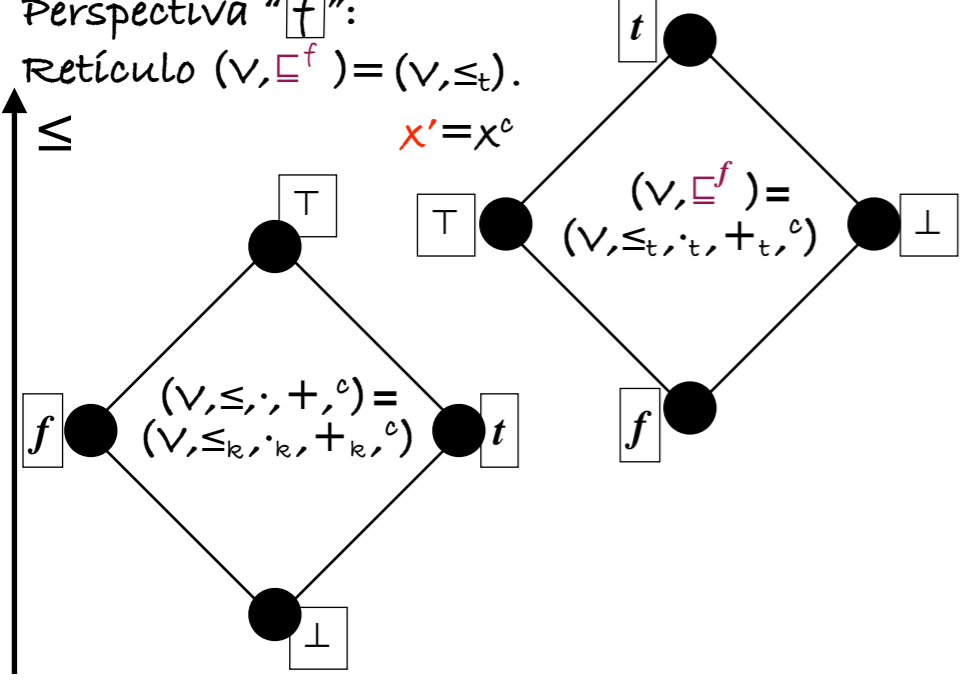 Perspectiva "f":
Retículo (V,⊑ᶠ)=(V,≤ₜ).
≤
x'=xᶜ
t
⊤
(V,⊑ᶠ)=
(V,≤ₜ,·ₜ,+ₜ,ᶜ)
⊥
f
⊤
f
(V,≤,·,+,ᶜ)=
(V,≤ₖ,·ₖ,+ₖ,ᶜ)
t
⊥